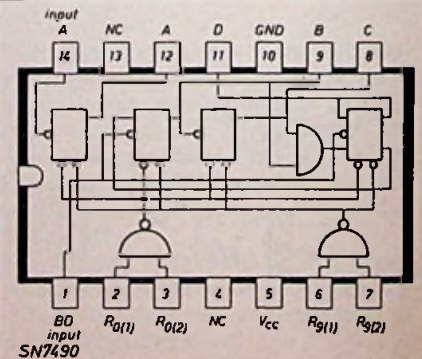 input
A NC A D GND B C
14 13 12 11 10 9 8
1 2 3 4 5 6 7
BD R0(1) R0(2) NC Vcc R9(1) R9(2)
input
SN7490